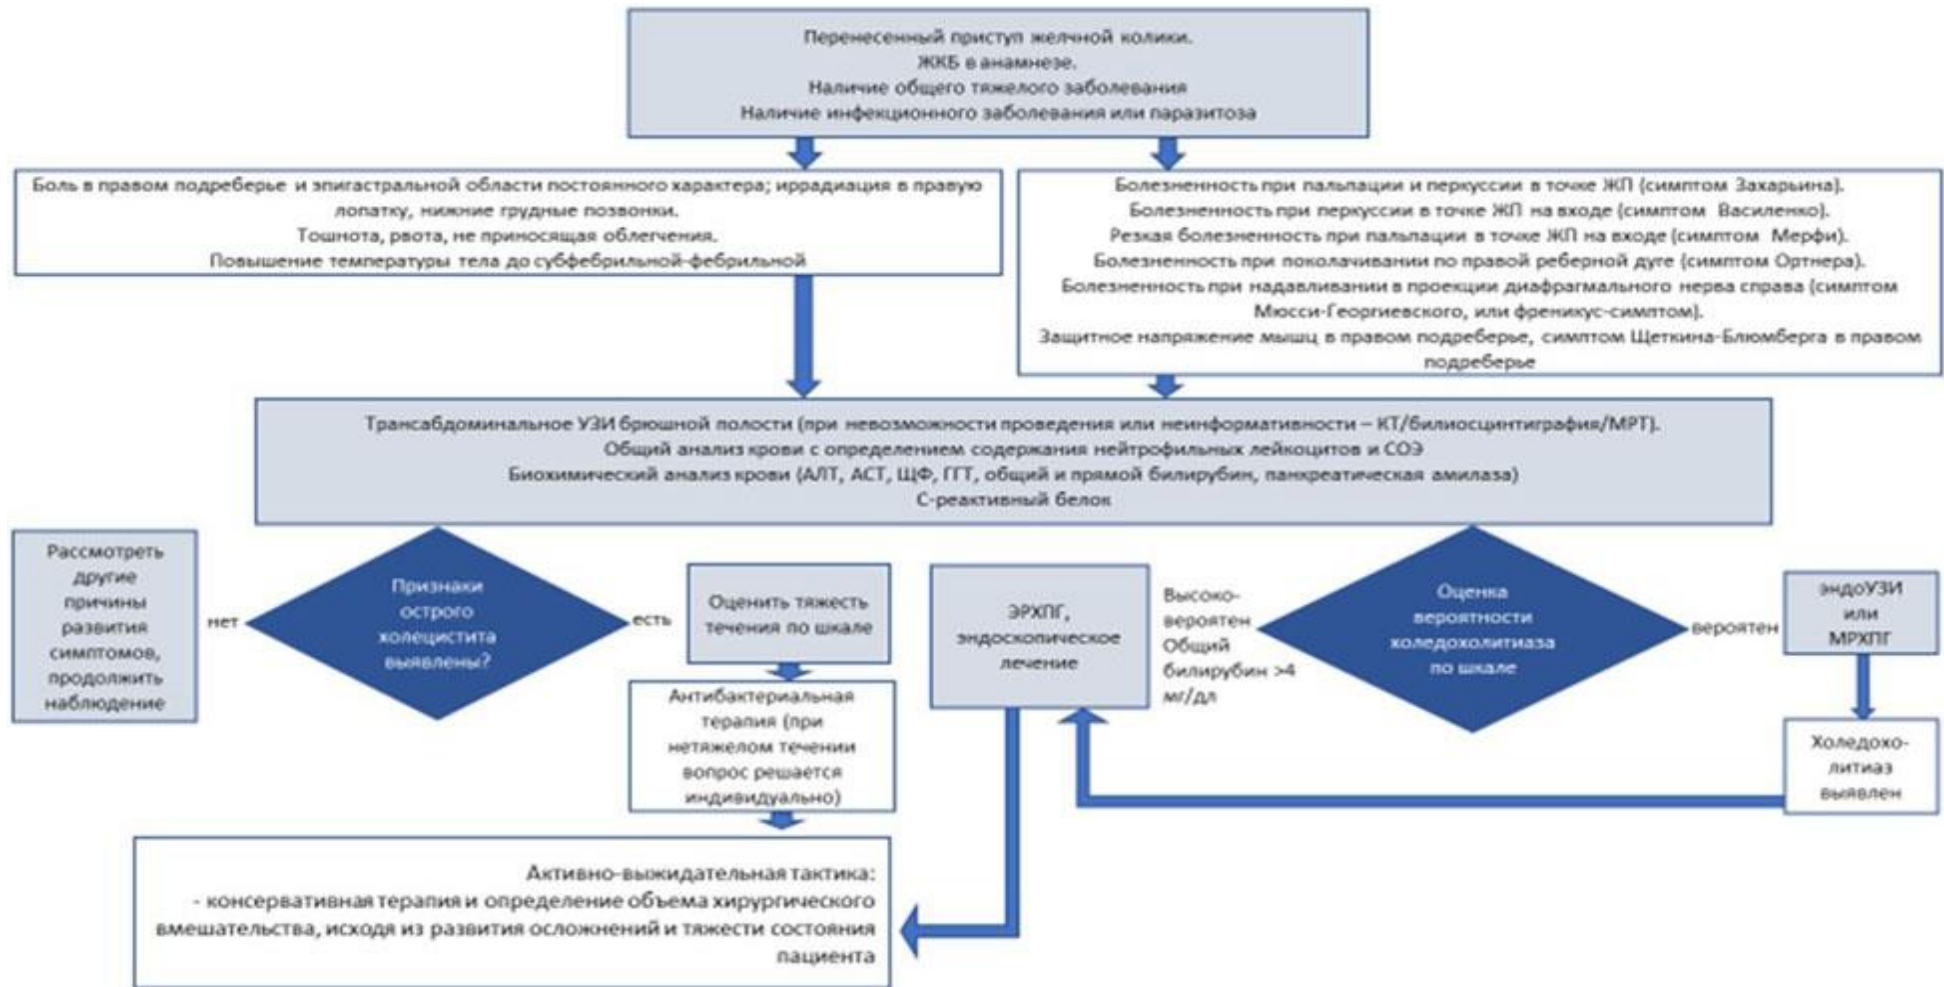 Перенесенный приступ желчной колики.
ЖКБ в анамнезе.
Наличие общего тяжелого заболевания
Наличие инфекционного заболевания или паразитоза
Боль в правом подреберье и эпигастральной области постоянного характера; иррадиация в правую
лопатку, нижние грудные позвонки.
Тошнота, рвота, не приносящая облегчения.
Повышение температуры тела до субфебрильной-фебрильной
Болезненность при пальпации и перкуссии в точке ЖП (симптом Захарьина).
Болезненность при перкуссии в точке ЖП на входе (симптом Василенко).
Резкая болезненность при пальпации в точке ЖП на входе (симптом Мерфи).
Болезненность при поколачивании по правой реберной дуге (симптом Ортнера).
Болезненность при надавливании в проекции диафрагмального нерва справа (симптом
Мюсси-Георгиевского, или френикус-симптом).
Защитное напряжение мышц в правом подреберье, симптом Щеткина-Блюмберга в правом
подреберье
Трансабдоминальное УЗИ брюшной полости (при невозможности проведения или неинформативности – КТ/билиосцинтиграфия/МРТ).
Общий анализ крови с определением содержания нейтрофильных лейкоцитов и СОЭ
Биохимический анализ крови (АЛТ, АСТ, ЩФ, ГГТ, общий и прямой билирубин, панкреатическая амилаза)
С-реактивный белок
Рассмотреть
другие
причины
развития
симптомов,
продолжить
наблюдение
нет
Признаки
острого
холецистита
выявлены?
есть
Оценить тяжесть
течения по шкале
Антибактериальная
терапия (при
нетяжелом течении
вопрос решается
индивидуально)
ЭРХПГ,
эндоскопическое
лечение
Высоко-
вероятен
Общий
билирубин >4
мг/дл
Оценка
вероятности
холедохолитиаза
по шкале
вероятен
эндоУЗИ
или
МРХПГ
Холедохо-
литиаз
выявлен
Активно-выжидательная тактика:
- консервативная терапия и определение объема хирургического
вмешательства, исходя из развития осложнений и тяжести состояния
пациента